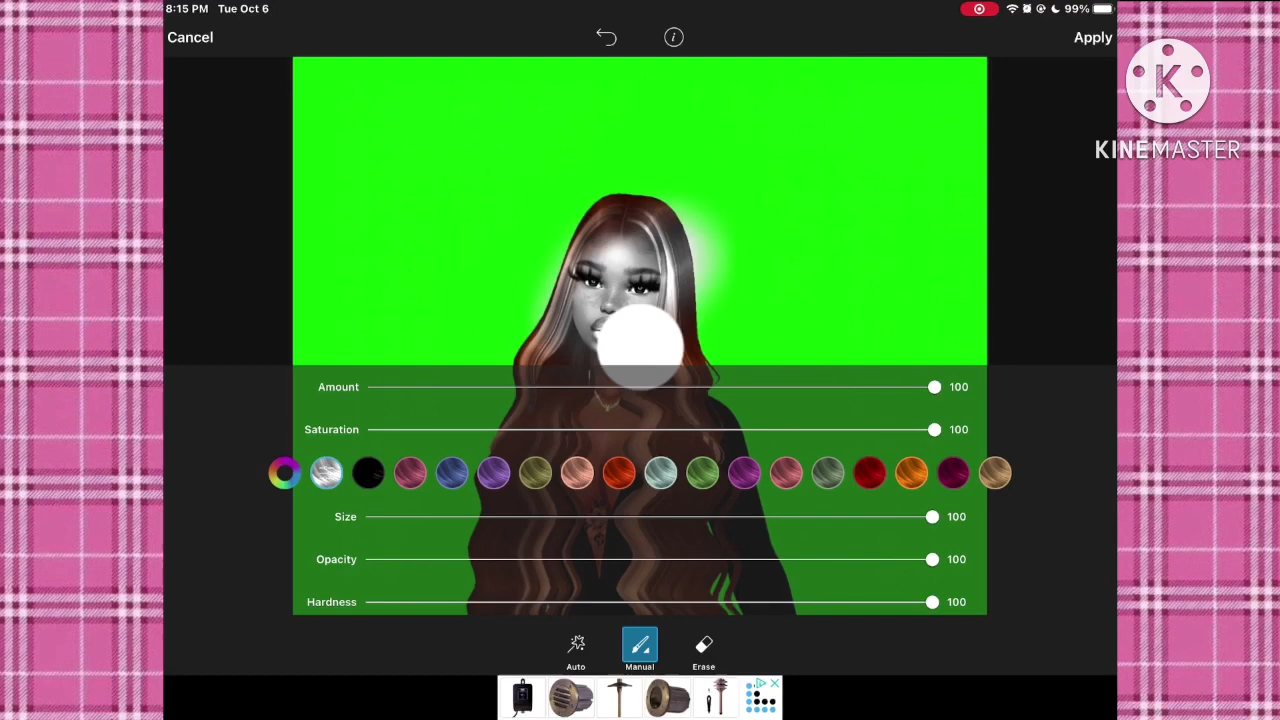 8:15 PM Tue Oct 6
99%
Cancel
Apply
K
KINEMASTER
Amount 100
Saturation 100
Size 100
Opacity 100
Hardness 100
Auto
Manual
Erase